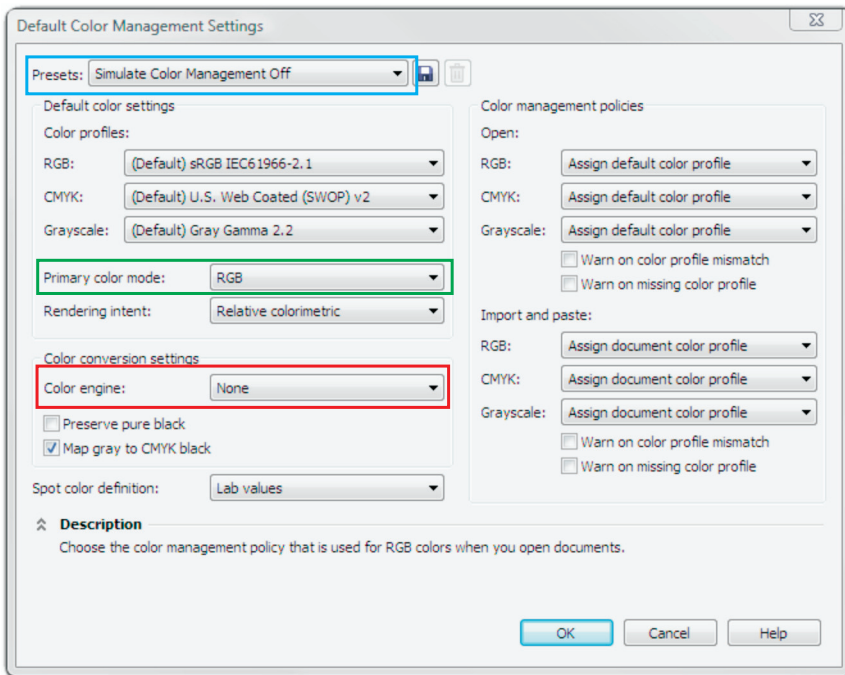 Default Color Management Settings
Presets: Simulate Color Management Off
Default color settings
Color profiles:
RGB: (Default) sRGB IEC61966-2.1
CMYK: (Default) U.S. Web Coated (SWOP) v2
Grayscale: (Default) Gray Gamma 2.2
Primary color mode: RGB
Rendering intent: Relative colorimetric
Color conversion settings
Color engine: None
Preserve pure black
Map gray to CMYK black
Spot color definition: Lab values
Color management policies
Open:
RGB: Assign default color profile
CMYK: Assign default color profile
Grayscale: Assign default color profile
Warn on color profile mismatch
Warn on missing color profile
Import and paste:
RGB: Assign document color profile
CMYK: Assign document color profile
Grayscale: Assign document color profile
Warn on color profile mismatch
Warn on missing color profile
Description
Choose the color management policy that is used for RGB colors when you open documents.
OK Cancel Help